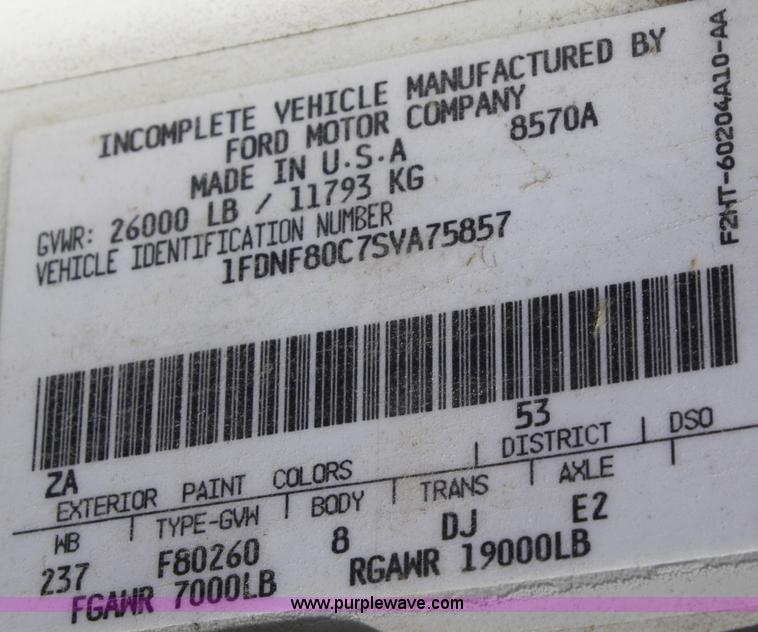 INCOMPLETE VEHICLE MANUFACTURED BY
FORD MOTOR COMPANY
MADE IN U.S.A 8570A
GVWR: 26000 LB / 11793 KG
VEHICLE IDENTIFICATION NUMBER
1FDNF80C7SVA75857
F2HT-60204A10-AA
ZA 53
EXTERIOR PAINT COLORS DISTRICT DSO
WB TYPE-GVW BODY TRANS AXLE
237 F80260 8 DJ E2
FGAWR 7000LB RGAWR 19000LB
www.purplewave.com